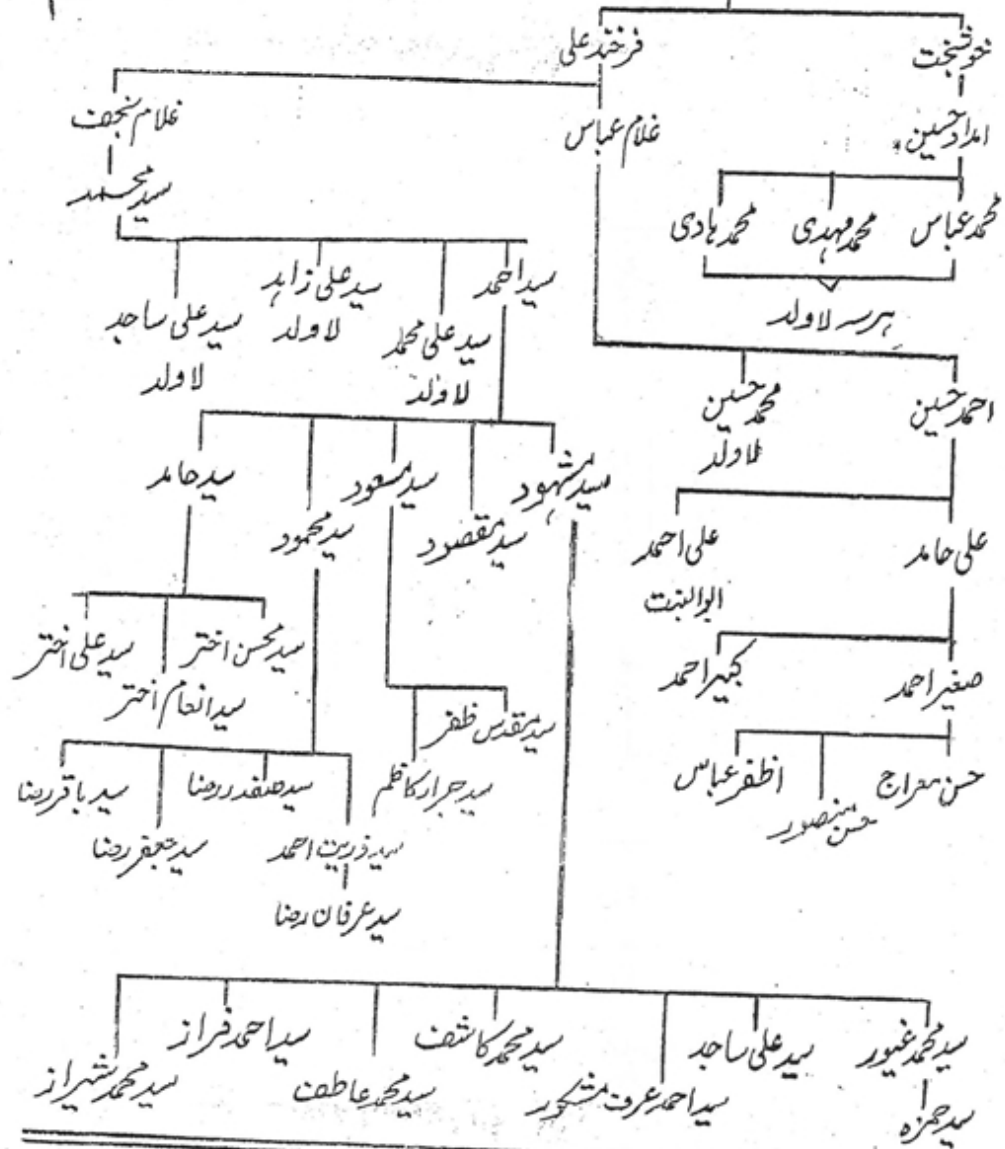 خوشبخت
فرخند علی
امداد حسین
غلام عباس
غلام نجف
سید محمد
محمد عباس
محمد مہدی
محمد ہادی
ہرسہ لاولد
سید احمد
سید علی محمد
لاولد
سید علی زاہد
لاولد
سید علی ساجد
لاولد
احمد حسین
محمد حسین
لاولد
سید مشہود
سید مقصود
سید مسعود
سید محمود
سید حامد
علی حامد
علی احمد
ابوالبنت
صغیر احمد
کبیر احمد
سید محسن اختر
سید انعام اختر
سید علی اختر
سید مقدس ظفر
سید جرار کاظم
حسن معراج
حسن منصور
اظفر عباس
سید ذریت احمد
سید صفدر رضا
سید جعفر رضا
سید باقر رضا
سید عرفان رضا
سید محمد غیور
سید علی ساجد
سید احمد عرف مشکور
سید محمد کاشف
سید محمد عاطف
سید احمد فراز
سید محمد شہراز
سید حمزہ